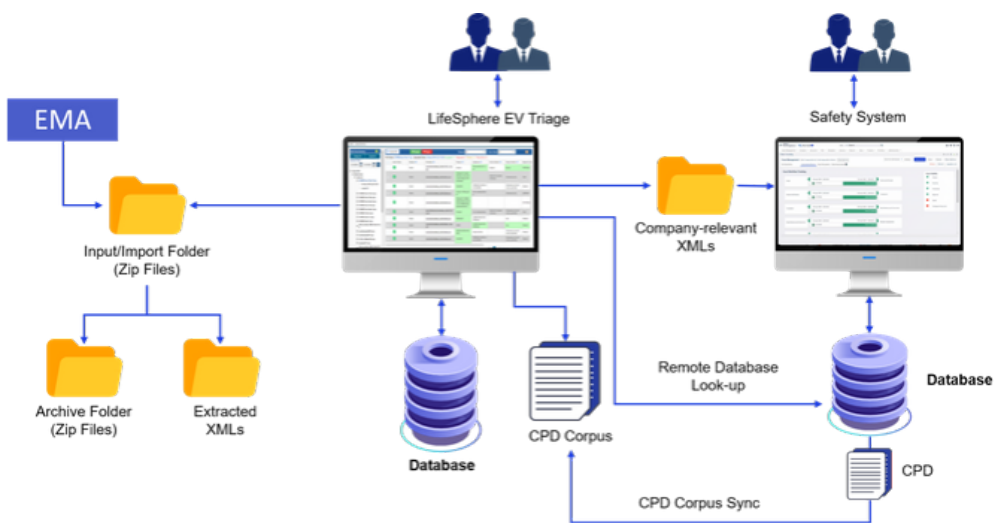 LifeSphere EV Triage
Safety System
EMA
Input/Import Folder
(Zip Files)
Company-relevant
XMLs
Archive Folder
(Zip Files)
Extracted
XMLs
Database
CPD Corpus
Remote Database
Look-up
Database
CPD
CPD Corpus Sync